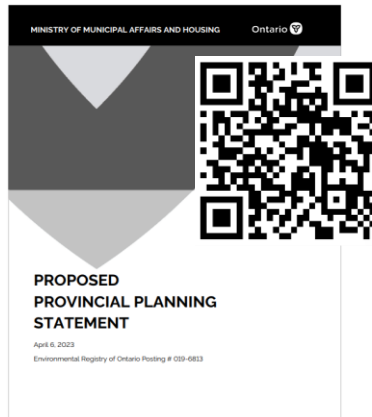 MINISTRY OF MUNICIPAL AFFAIRS AND HOUSING
Ontario
PROPOSED
PROVINCIAL PLANNING
STATEMENT
April 6, 2023
Environmental Registry of Ontario Posting # 019-6813